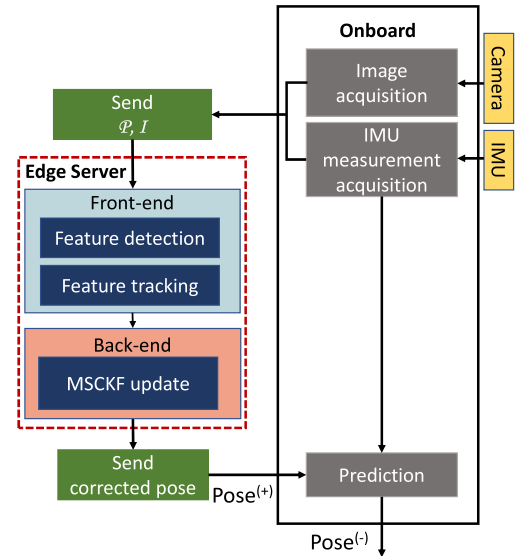 Onboard
Image
acquisition
Camera
IMU
measurement
acquisition
IMU
Send
𝒫, I
Edge Server
Front-end
Feature detection
Feature tracking
Back-end
MSCKF update
Send
corrected pose
Pose(+)
Prediction
Pose(-)